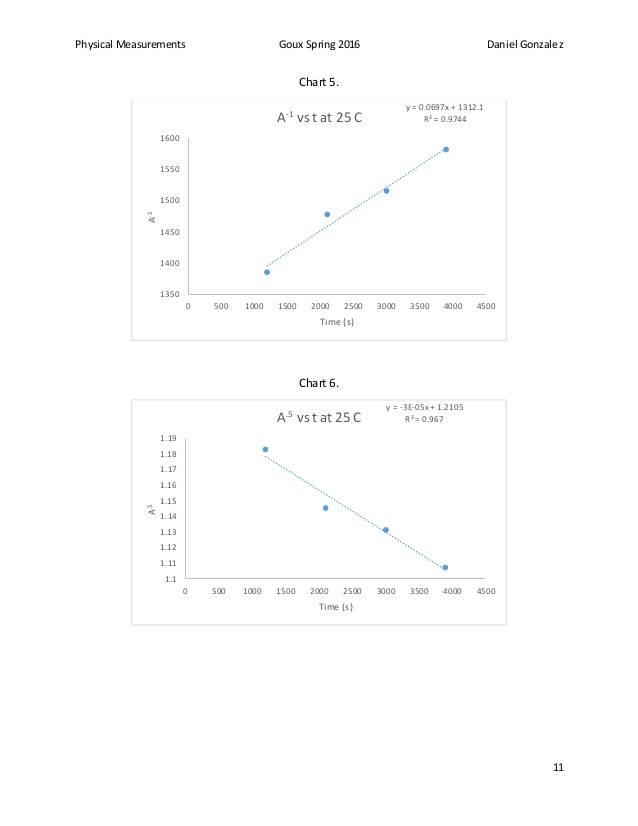 Physical Measurements Goux Spring 2016 Daniel Gonzalez
Chart 5.
A-1 vs t at 25 C
y = 0.0697x + 1312.1
R² = 0.9744
1600
1550
1500
1450
1400
1350
A-1
0 500 1000 1500 2000 2500 3000 3500 4000 4500
Time (s)
Chart 6.
A.5 vs t at 25 C
y = -3E-05x + 1.2105
R² = 0.967
1.19
1.18
1.17
1.16
1.15
1.14
1.13
1.12
1.11
1.1
A.5
0 500 1000 1500 2000 2500 3000 3500 4000 4500
Time (s)
11